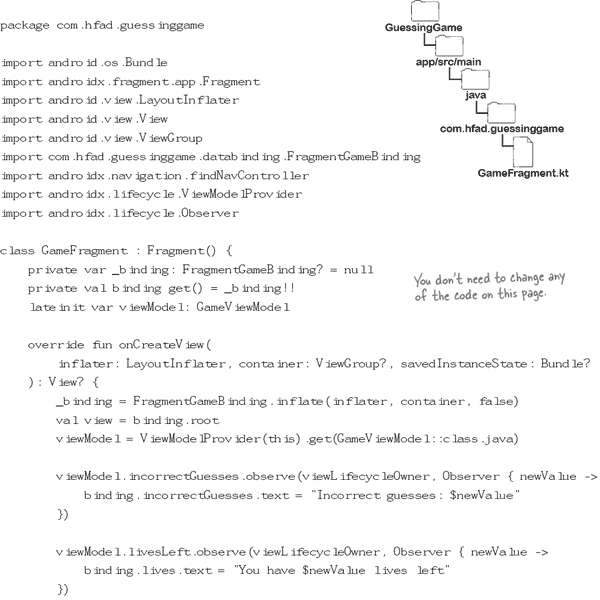 package com.hfad.guessinggame
import android.os.Bundle
import androidx.fragment.app.Fragment
import android.view.LayoutInflater
import android.view.View
import android.view.ViewGroup
import com.hfad.guessinggame.databinding.FragmentGameBinding
import androidx.navigation.findNavController
import androidx.lifecycle.ViewModelProvider
import androidx.lifecycle.Observer
GuessingGame
app/src/main
java
com.hfad.guessinggame
GameFragment.kt
class GameFragment : Fragment() {
private var _binding: FragmentGameBinding? = null
private val binding get() = _binding!!
lateinit var viewModel: GameViewModel
You don't need to change any
of the code on this page.
override fun onCreateView(
inflater: LayoutInflater, container: ViewGroup?, savedInstanceState: Bundle?
): View? {
_binding = FragmentGameBinding.inflate(inflater, container, false)
val view = binding.root
viewModel = ViewModelProvider(this).get(GameViewModel::class.java)
viewModel.incorrectGuesses.observe(viewLifecycleOwner, Observer { newValue ->
binding.incorrectGuesses.text = "Incorrect guesses: $newValue"
})
viewModel.livesLeft.observe(viewLifecycleOwner, Observer { newValue ->
binding.lives.text = "You have $newValue lives left"
})